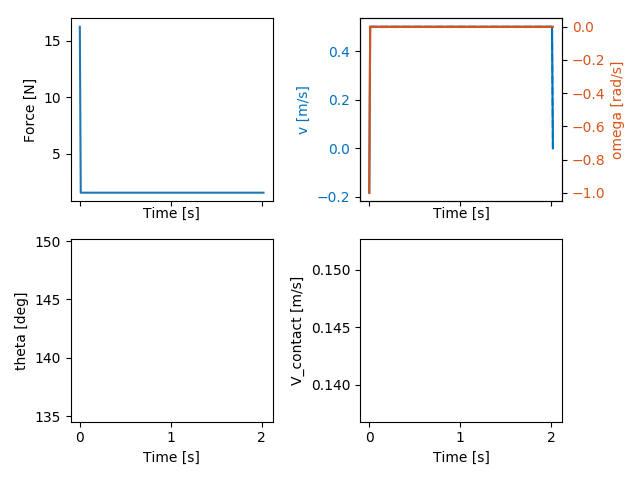 15
10
5
Force [N]
Time [s]
0.4
0.2
0.0
−0.2
v [m/s]
0.0
−0.2
−0.4
−0.6
−0.8
−1.0
omega [rad/s]
Time [s]
150
145
140
135
theta [deg]
0 1 2
Time [s]
0.150
0.145
0.140
V_contact [m/s]
0 1 2
Time [s]